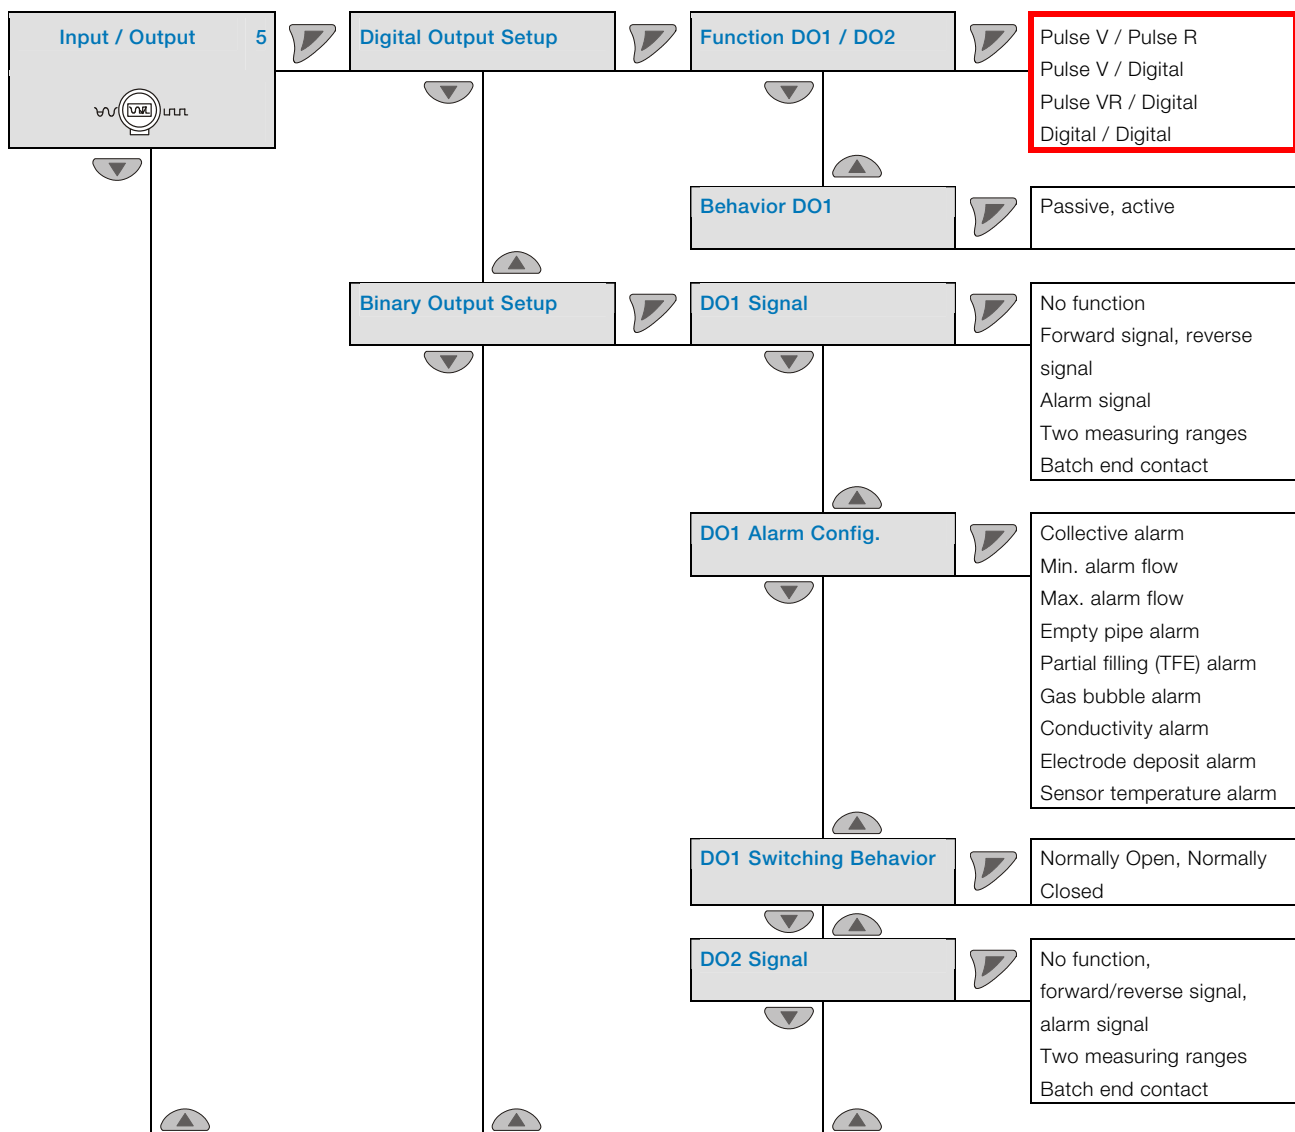 Input / Output 5
Digital Output Setup
Function DO1 / DO2
Pulse V / Pulse R
Pulse V / Digital
Pulse VR / Digital
Digital / Digital
Behavior DO1
Passive, active
Binary Output Setup
DO1 Signal
No function
Forward signal, reverse
signal
Alarm signal
Two measuring ranges
Batch end contact
DO1 Alarm Config.
Collective alarm
Min. alarm flow
Max. alarm flow
Empty pipe alarm
Partial filling (TFE) alarm
Gas bubble alarm
Conductivity alarm
Electrode deposit alarm
Sensor temperature alarm
DO1 Switching Behavior
Normally Open, Normally
Closed
DO2 Signal
No function,
forward/reverse signal,
alarm signal
Two measuring ranges
Batch end contact